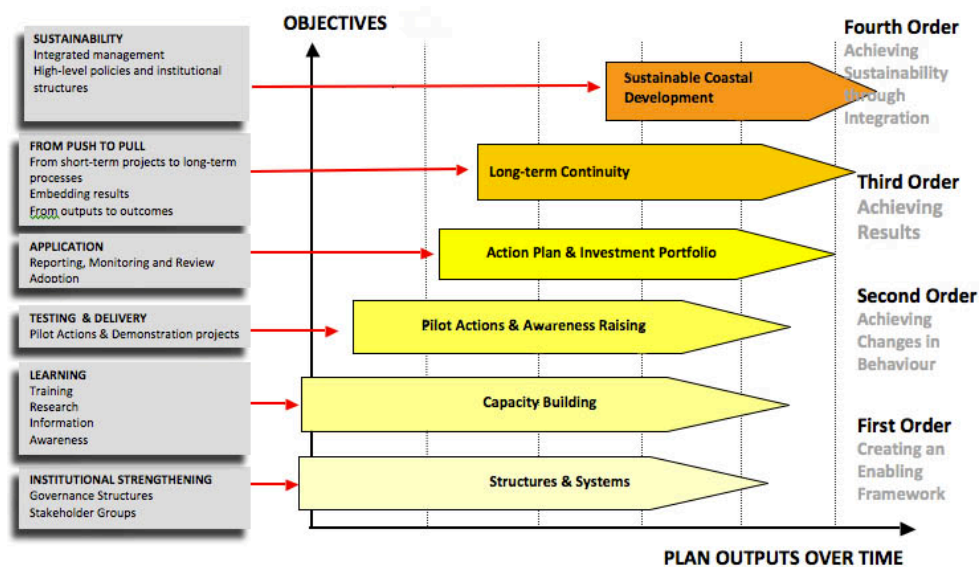 OBJECTIVES
SUSTAINABILITY
Integrated management
High-level policies and institutional
structures
FROM PUSH TO PULL
From short-term projects to long-term
processes
Embedding results
From outputs to outcomes
APPLICATION
Reporting, Monitoring and Review
Adoption
TESTING & DELIVERY
Pilot Actions & Demonstration projects
LEARNING
Training
Research
Information
Awareness
INSTITUTIONAL STRENGTHENING
Governance Structures
Stakeholder Groups
Sustainable Coastal
Development
Long-term Continuity
Action Plan & Investment Portfolio
Pilot Actions & Awareness Raising
Capacity Building
Structures & Systems
Fourth Order
Achieving
Sustainability
through
Integration
Third Order
Achieving
Results
Second Order
Achieving
Changes in
Behaviour
First Order
Creating an
Enabling
Framework
PLAN OUTPUTS OVER TIME